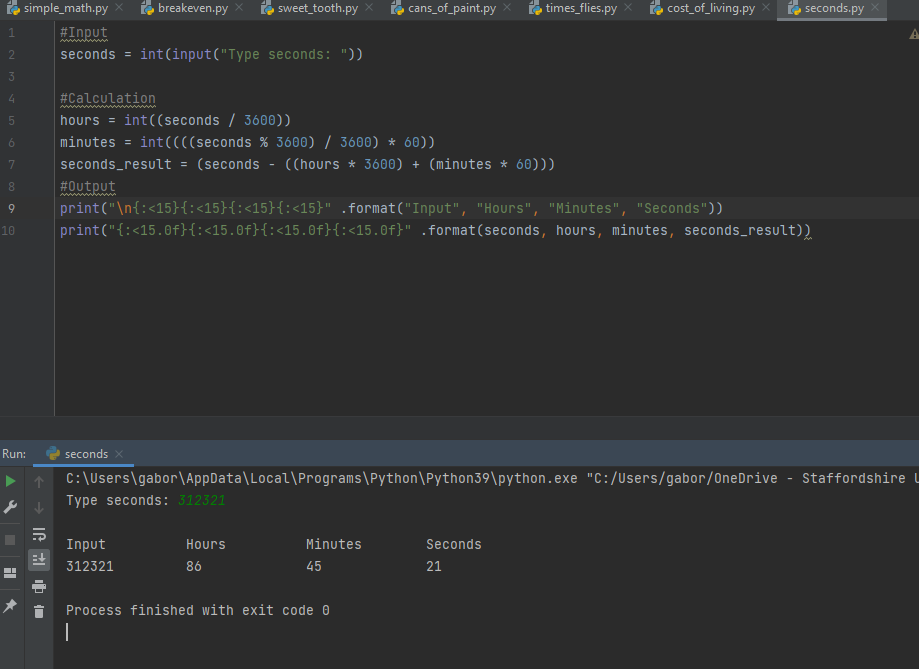 simple_math.py breakeven.py sweet_tooth.py cans_of_paint.py times_flies.py cost_of_living.py seconds.py
1 #Input
2 seconds = int(input("Type seconds: "))
3
4 #Calculation
5 hours = int((seconds / 3600))
6 minutes = int((((seconds % 3600) / 3600) * 60))
7 seconds_result = (seconds - ((hours * 3600) + (minutes * 60)))
8 #Output
9 print("\n{:<15}{:<15}{:<15}{:<15}" .format("Input", "Hours", "Minutes", "Seconds"))
10 print("{:<15.0f}{:<15.0f}{:<15.0f}{:<15.0f}" .format(seconds, hours, minutes, seconds_result))
Run: seconds
C:\Users\gabor\AppData\Local\Programs\Python\Python39\python.exe "C:/Users/gabor/OneDrive - Staffordshire U
Type seconds: 312321
Input Hours Minutes Seconds
312321 86 45 21
Process finished with exit code 0